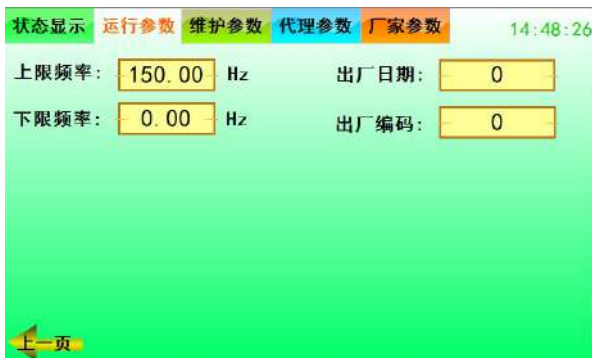 状态显示 运行参数 维护参数 代理参数 厂家参数 14:48:26
上限频率: 150.00 Hz 出厂日期: 0
下限频率: 0.00 Hz 出厂编码: 0
上一页